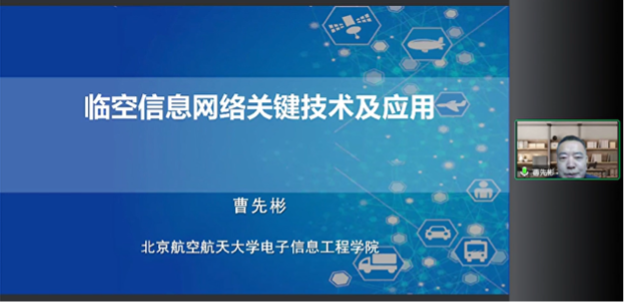 临空信息网络关键技术及应用
曹先彬
北京航空航天大学电子信息工程学院
曹先彬